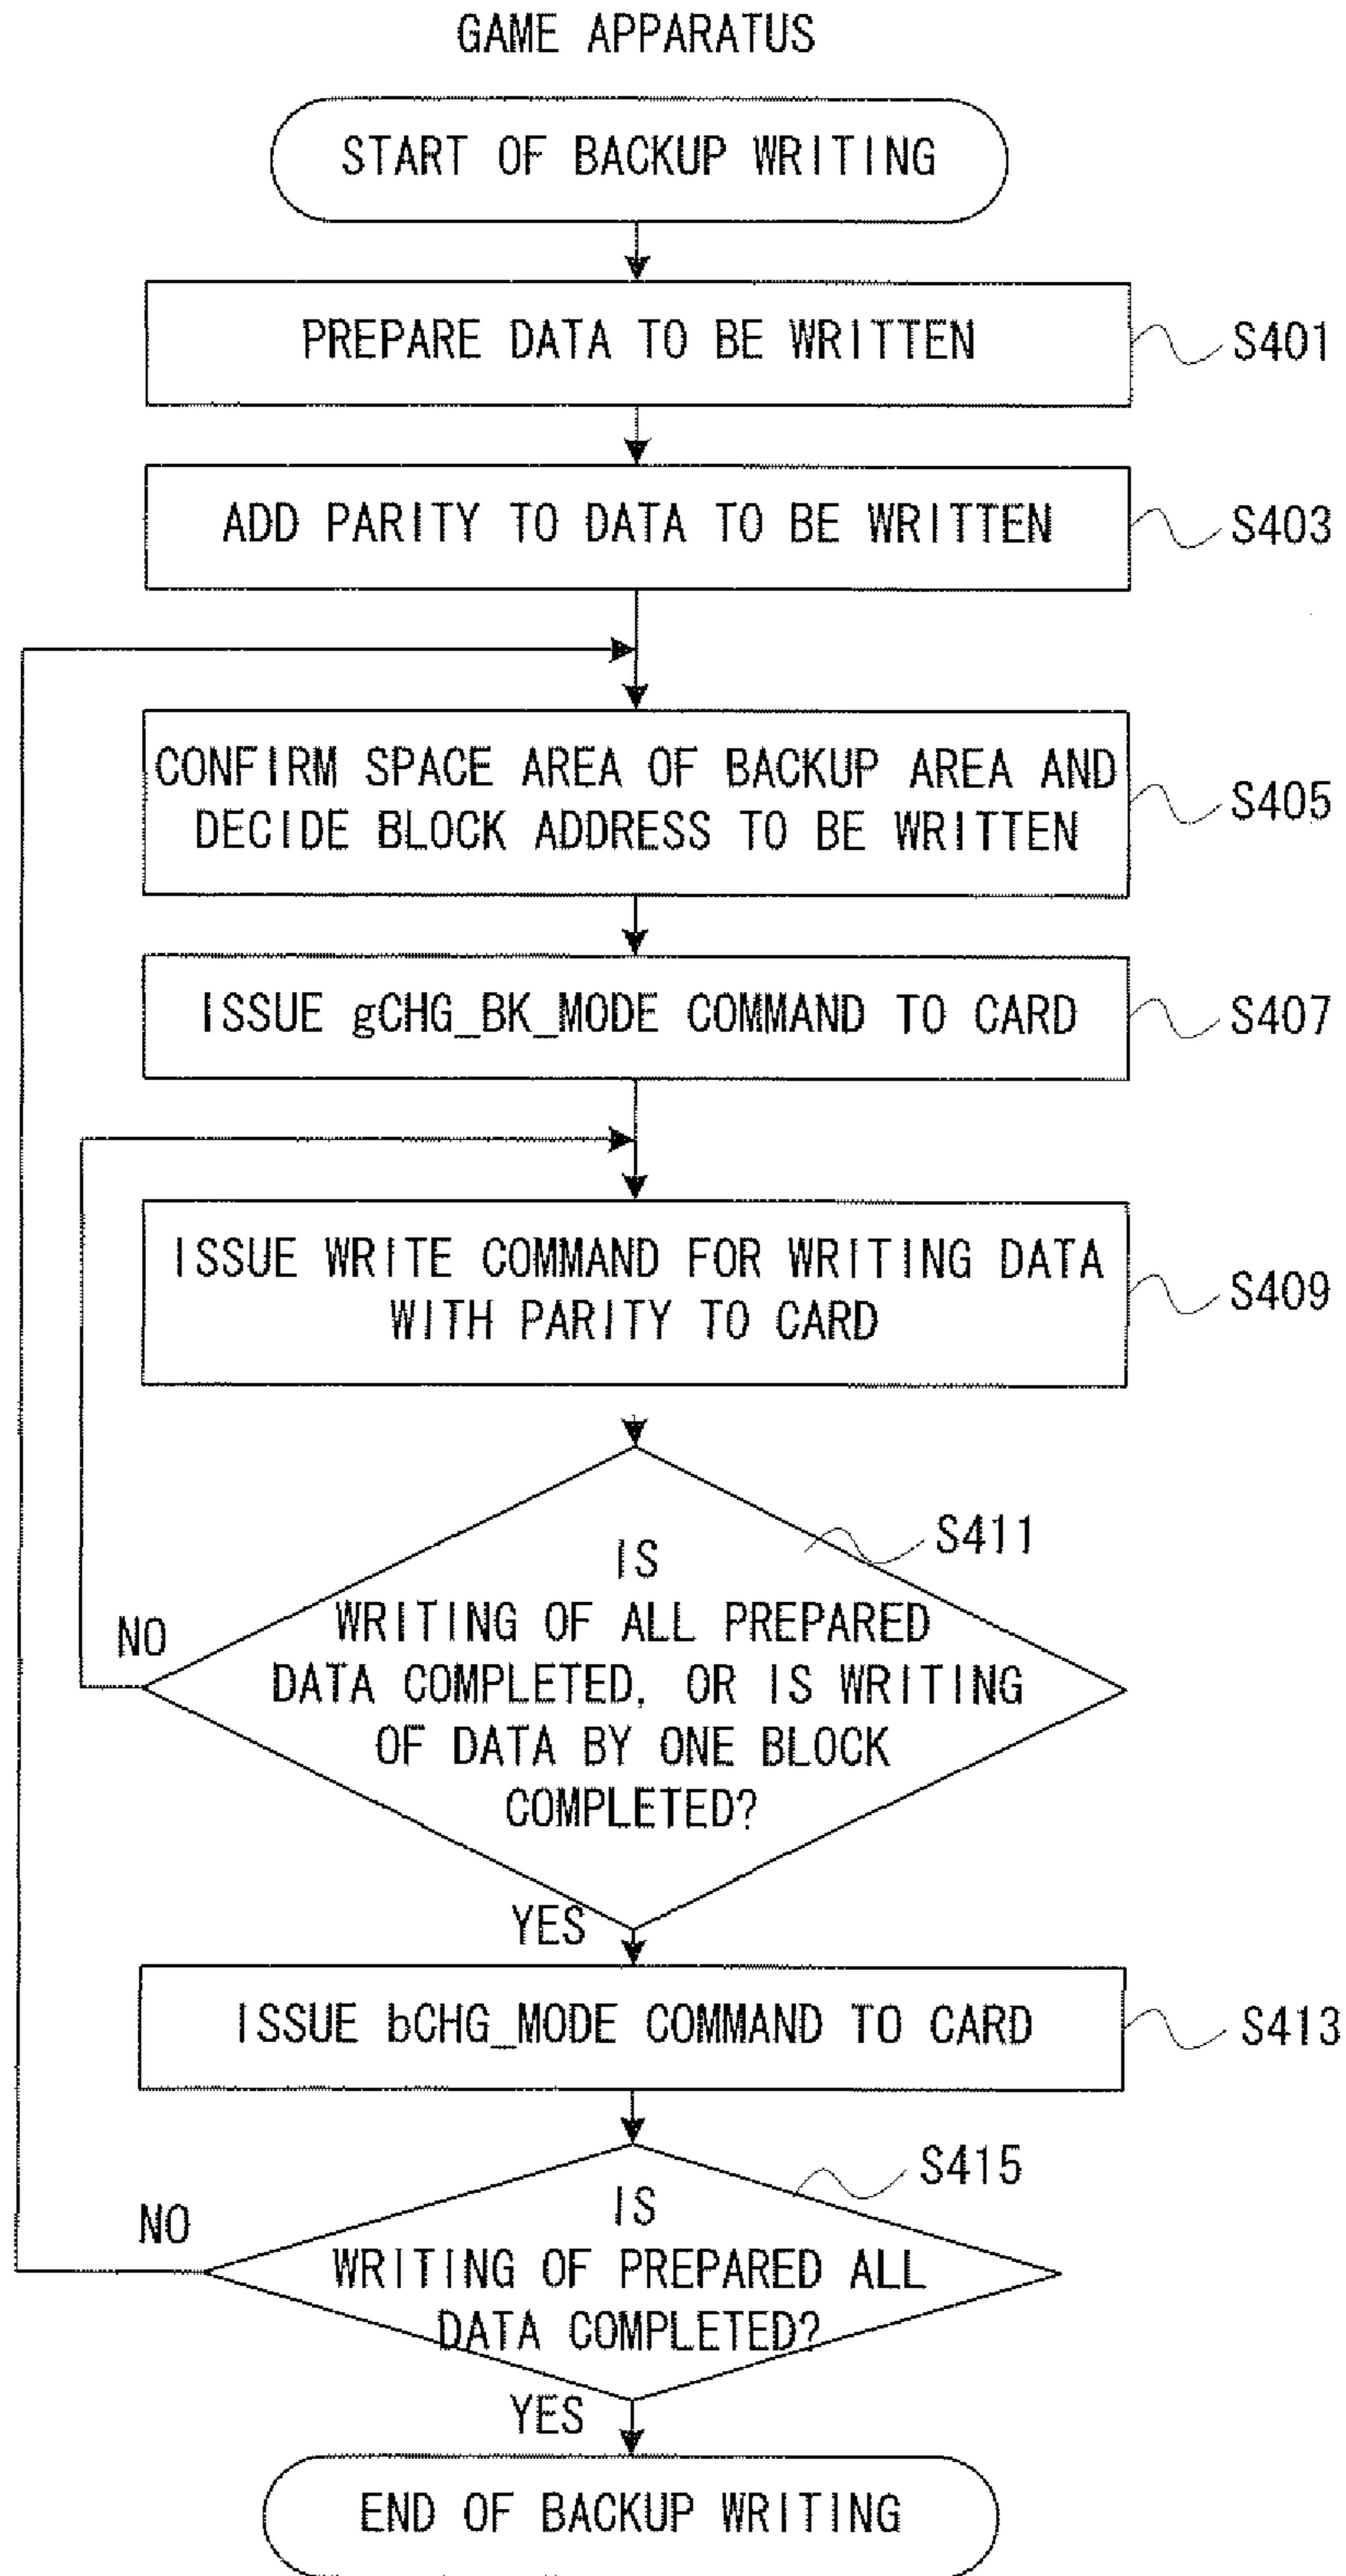 GAME APPARATUS
START OF BACKUP WRITING
PREPARE DATA TO BE WRITTEN
S401
ADD PARITY TO DATA TO BE WRITTEN
S403
CONFIRM SPACE AREA OF BACKUP AREA AND
DECIDE BLOCK ADDRESS TO BE WRITTEN
S405
ISSUE gCHG_BK_MODE COMMAND TO CARD
S407
ISSUE WRITE COMMAND FOR WRITING DATA
WITH PARITY TO CARD
S409
S411
IS
WRITING OF ALL PREPARED
DATA COMPLETED, OR IS WRITING
OF DATA BY ONE BLOCK
COMPLETED?
NO
YES
ISSUE bCHG_MODE COMMAND TO CARD
S413
S415
IS
WRITING OF PREPARED ALL
DATA COMPLETED?
NO
YES
END OF BACKUP WRITING